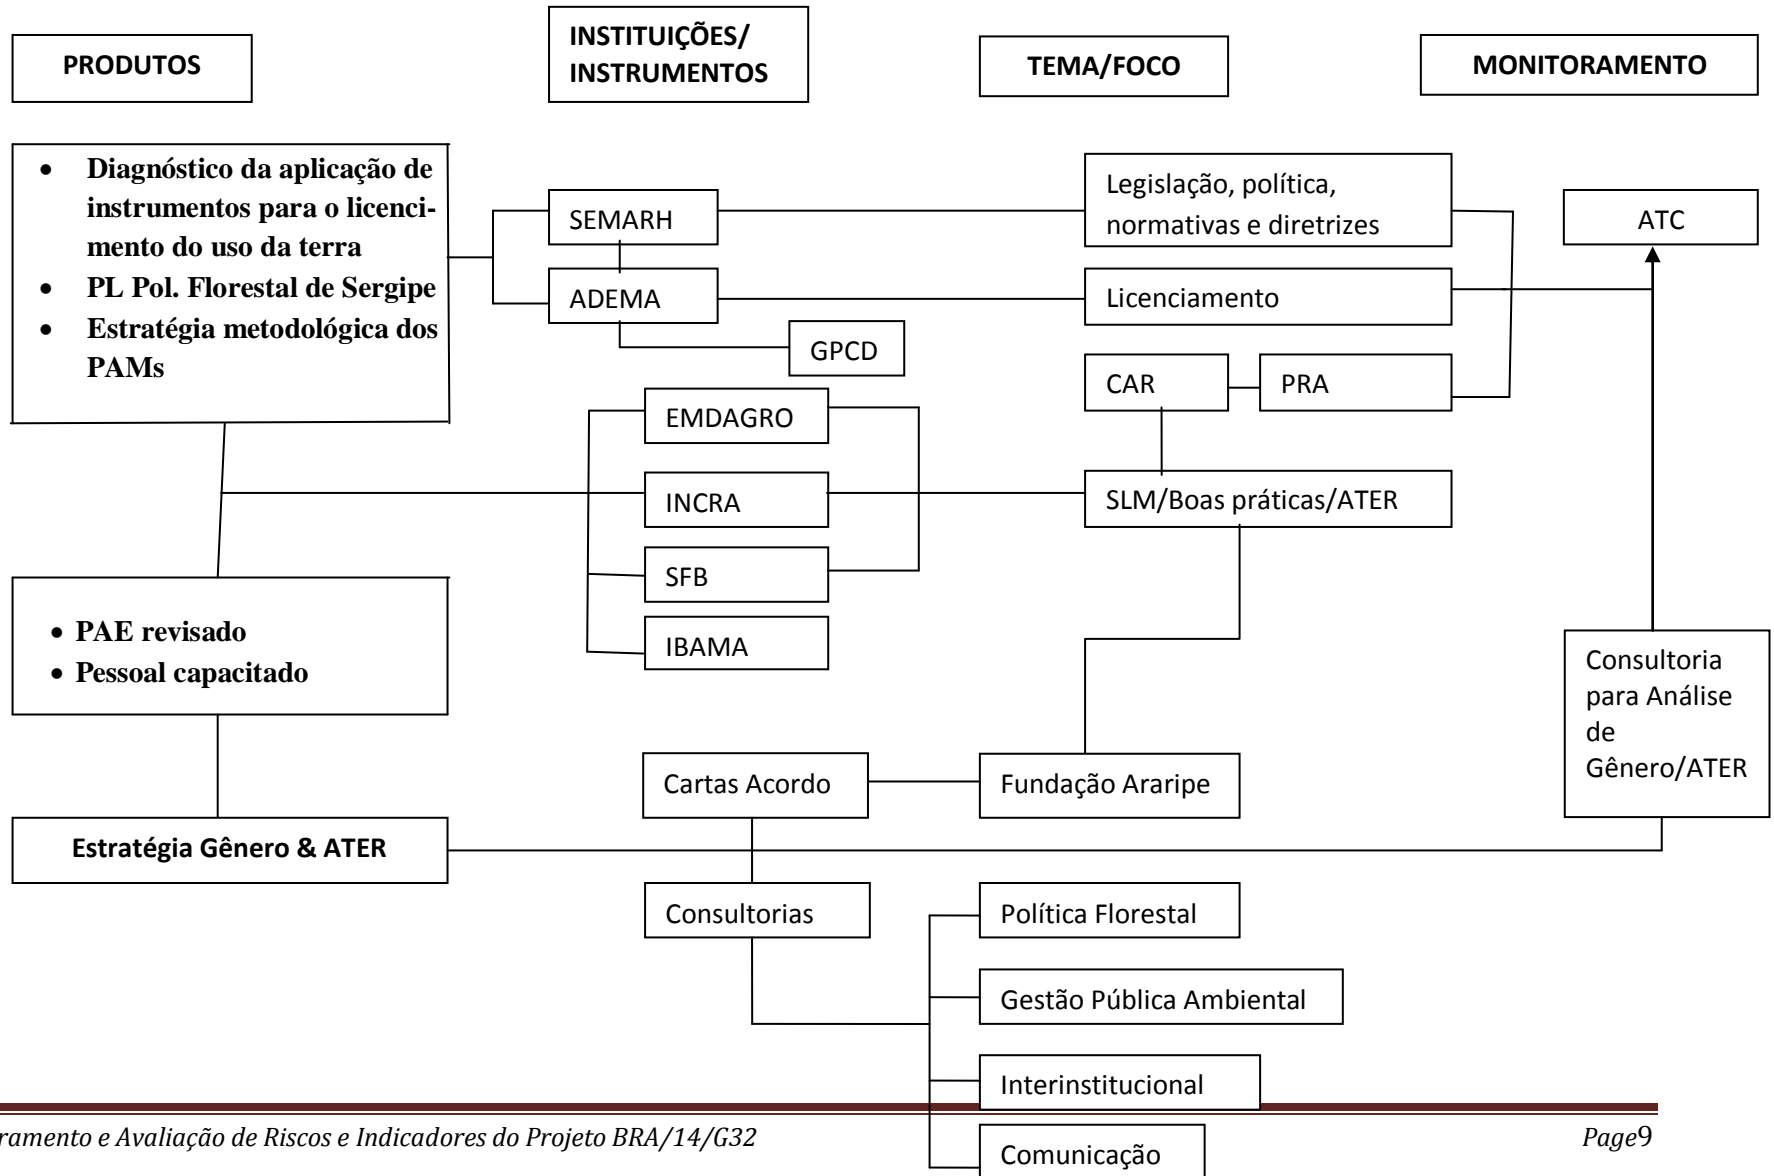 PRODUTOS
INSTITUIÇÕES/
INSTRUMENTOS
TEMA/FOCO
MONITORAMENTO
• Diagnóstico da aplicação de
instrumentos para o licenci-
mento do uso da terra
• PL Pol. Florestal de Sergipe
• Estratégia metodológica dos
PAMs
SEMARH
Legislação, política,
normativas e diretrizes
ATC
ADEMA
Licenciamento
GPCD
CAR
PRA
EMDAGRO
INCRA
SLM/Boas práticas/ATER
SFB
IBAMA
• PAE revisado
• Pessoal capacitado
Consultoria
para Análise
de
Gênero/ATER
Cartas Acordo
Fundação Araripe
Estratégia Gênero & ATER
Consultorias
Política Florestal
Gestão Pública Ambiental
Interinstitucional
Comunicação
ramento e Avaliação de Riscos e Indicadores do Projeto BRA/14/G32
Page9